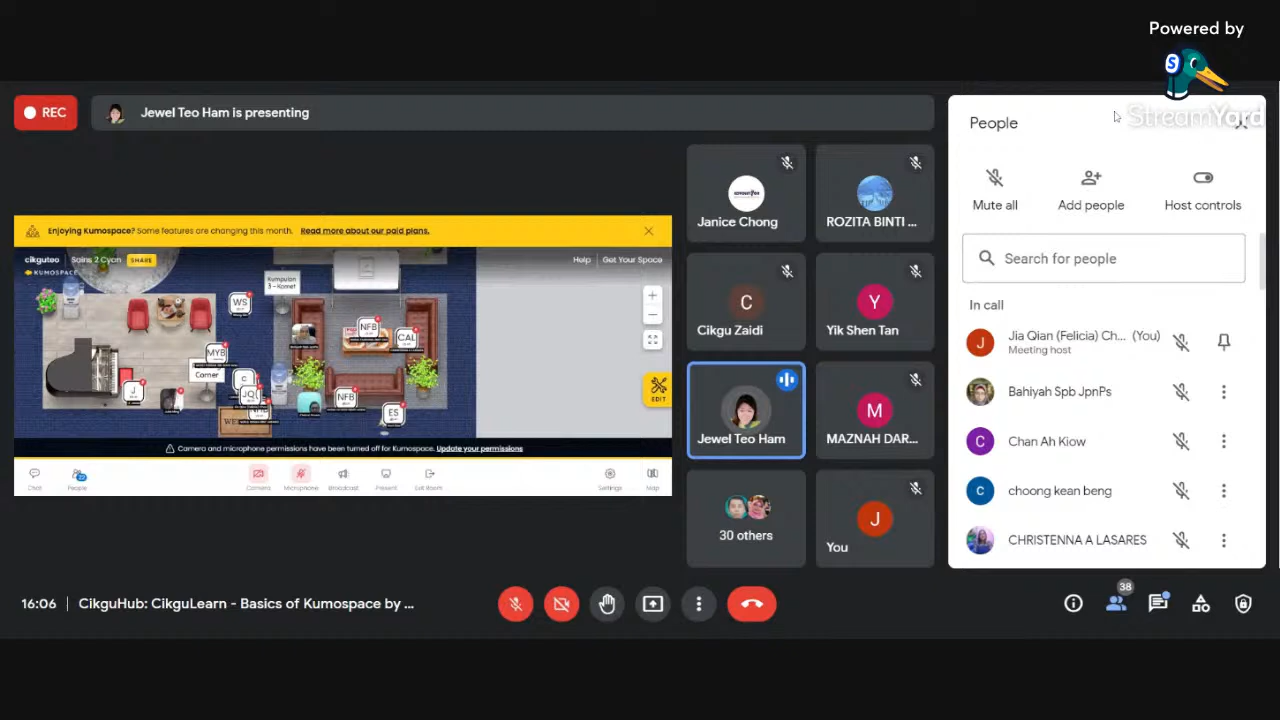 Powered by
StreamYard
REC
Jewel Teo Ham is presenting
Enjoying Kumospace? Some features are changing this month. Read more about our paid plans.
cikguteo
Sains 2 Cyan
SHARE
KUMOSPACE
Help
Get Your Space
Kumpulan
3 - Komet
WS
NFB
CAL
MYB
Corner
C
J
JQL
NFB
ES
WE
EDIT
Camera and microphone permissions have been turned off for Kumospace. Update your permissions
Chat
People
Camera
Microphone
Broadcast
Present
Exit Room
Settings
Map
Janice Chong
ROZITA BINTI ...
C
Cikgu Zaidi
Y
Yik Shen Tan
Jewel Teo Ham
M
MAZNAH DAR...
30 others
J
You
People
Mute all
Add people
Host controls
Search for people
In call
J
Jia Qian (Felicia) Ch... (You)
Meeting host
Bahiyah Spb JpnPs
C
Chan Ah Kiow
C
choong kean beng
CHRISTENNA A LASARES
16:06 | CikguHub: CikguLearn - Basics of Kumospace by ...
38